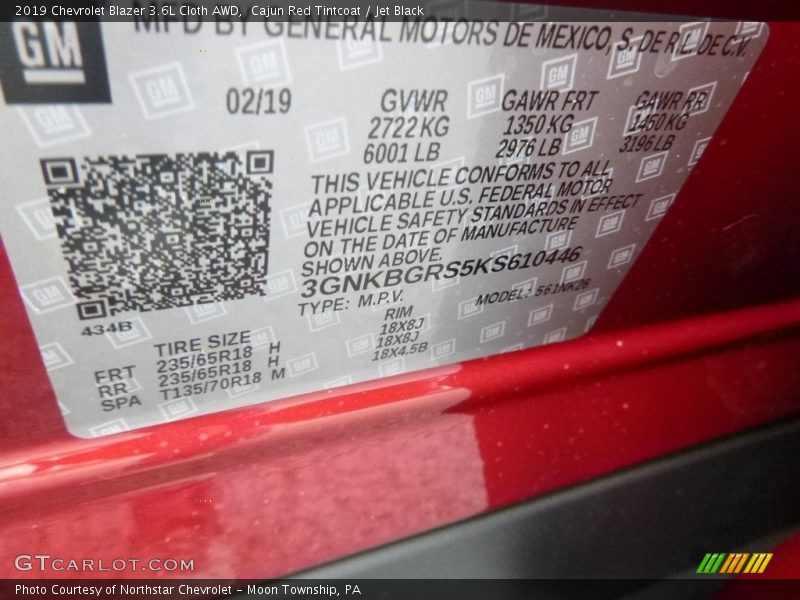 2019 Chevrolet Blazer 3.6L Cloth AWD, Cajun Red Tintcoat / Jet Black
GM
MFD BY GENERAL MOTORS DE MEXICO, S. DE R.L. DE C.V.
02/19
GVWR GAWR FRT GAWR RR
2722 KG 1350 KG 1450 KG
6001 LB 2976 LB 3196 LB
THIS VEHICLE CONFORMS TO ALL
APPLICABLE U.S. FEDERAL MOTOR
VEHICLE SAFETY STANDARDS IN EFFECT
ON THE DATE OF MANUFACTURE
SHOWN ABOVE.
3GNKBGRS5KS610446
TYPE: M.P.V. MODEL: 561NK26
434B
TIRE SIZE RIM
FRT 235/65R18 H 18X8J
RR 235/65R18 H 18X8J
SPA T135/70R18 M 18X4.5B
GTCARLOT.COM
Photo Courtesy of Northstar Chevrolet - Moon Township, PA